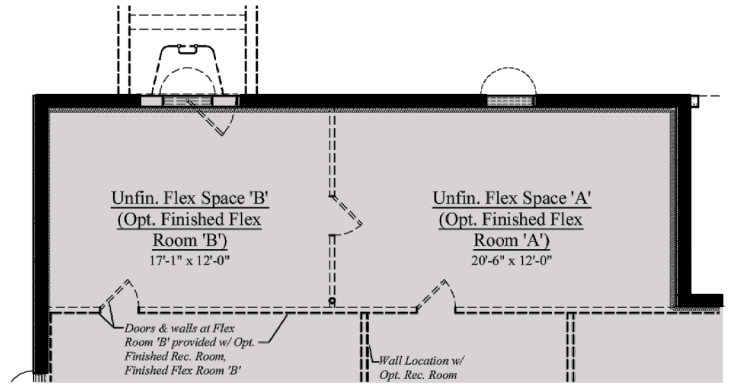 Unfin. Flex Space 'B'
(Opt. Finished Flex
Room 'B')
17'-1" x 12'-0"
Unfin. Flex Space 'A'
(Opt. Finished Flex
Room 'A')
20'-6" x 12'-0"
Doors & walls at Flex
Room 'B' provided w/ Opt.
Finished Rec. Room,
Finished Flex Room 'B'
Wall Location w/
Opt. Rec. Room